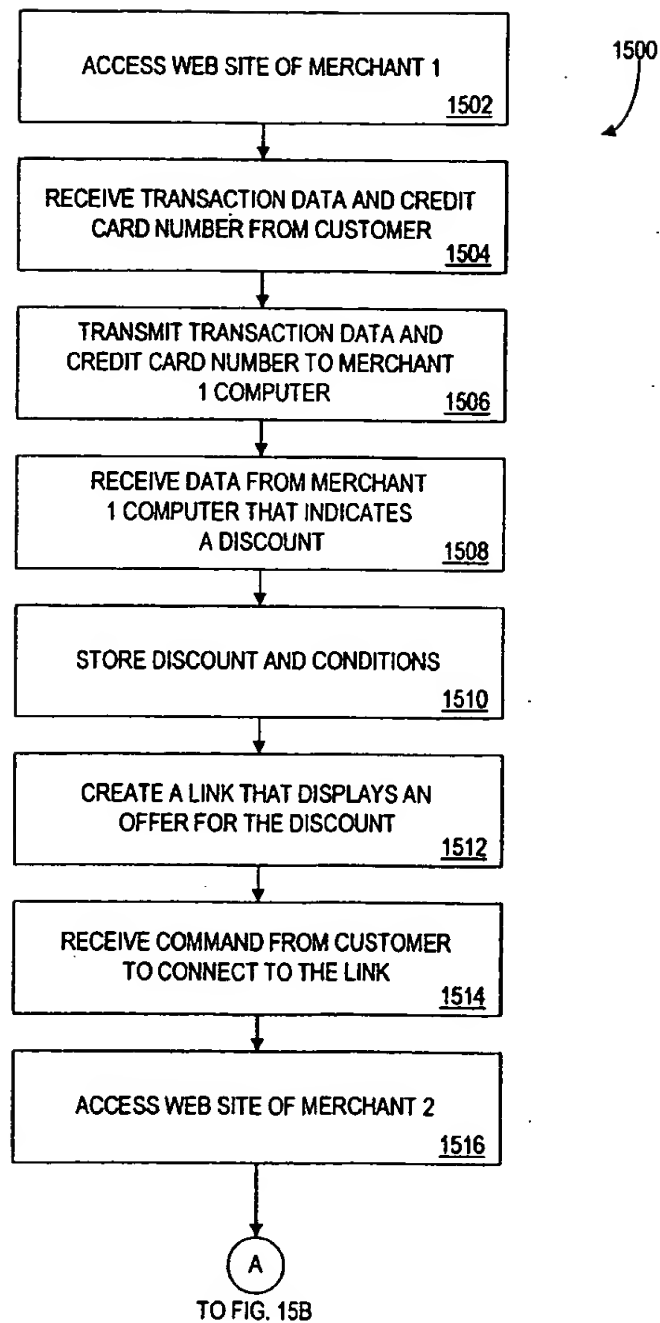 ACCESS WEB SITE OF MERCHANT 1
1502
1500
RECEIVE TRANSACTION DATA AND CREDIT
CARD NUMBER FROM CUSTOMER
1504
TRANSMIT TRANSACTION DATA AND
CREDIT CARD NUMBER TO MERCHANT
1 COMPUTER
1506
RECEIVE DATA FROM MERCHANT
1 COMPUTER THAT INDICATES
A DISCOUNT
1508
STORE DISCOUNT AND CONDITIONS
1510
CREATE A LINK THAT DISPLAYS AN
OFFER FOR THE DISCOUNT
1512
RECEIVE COMMAND FROM CUSTOMER
TO CONNECT TO THE LINK
1514
ACCESS WEB SITE OF MERCHANT 2
1516
A
TO FIG. 15B